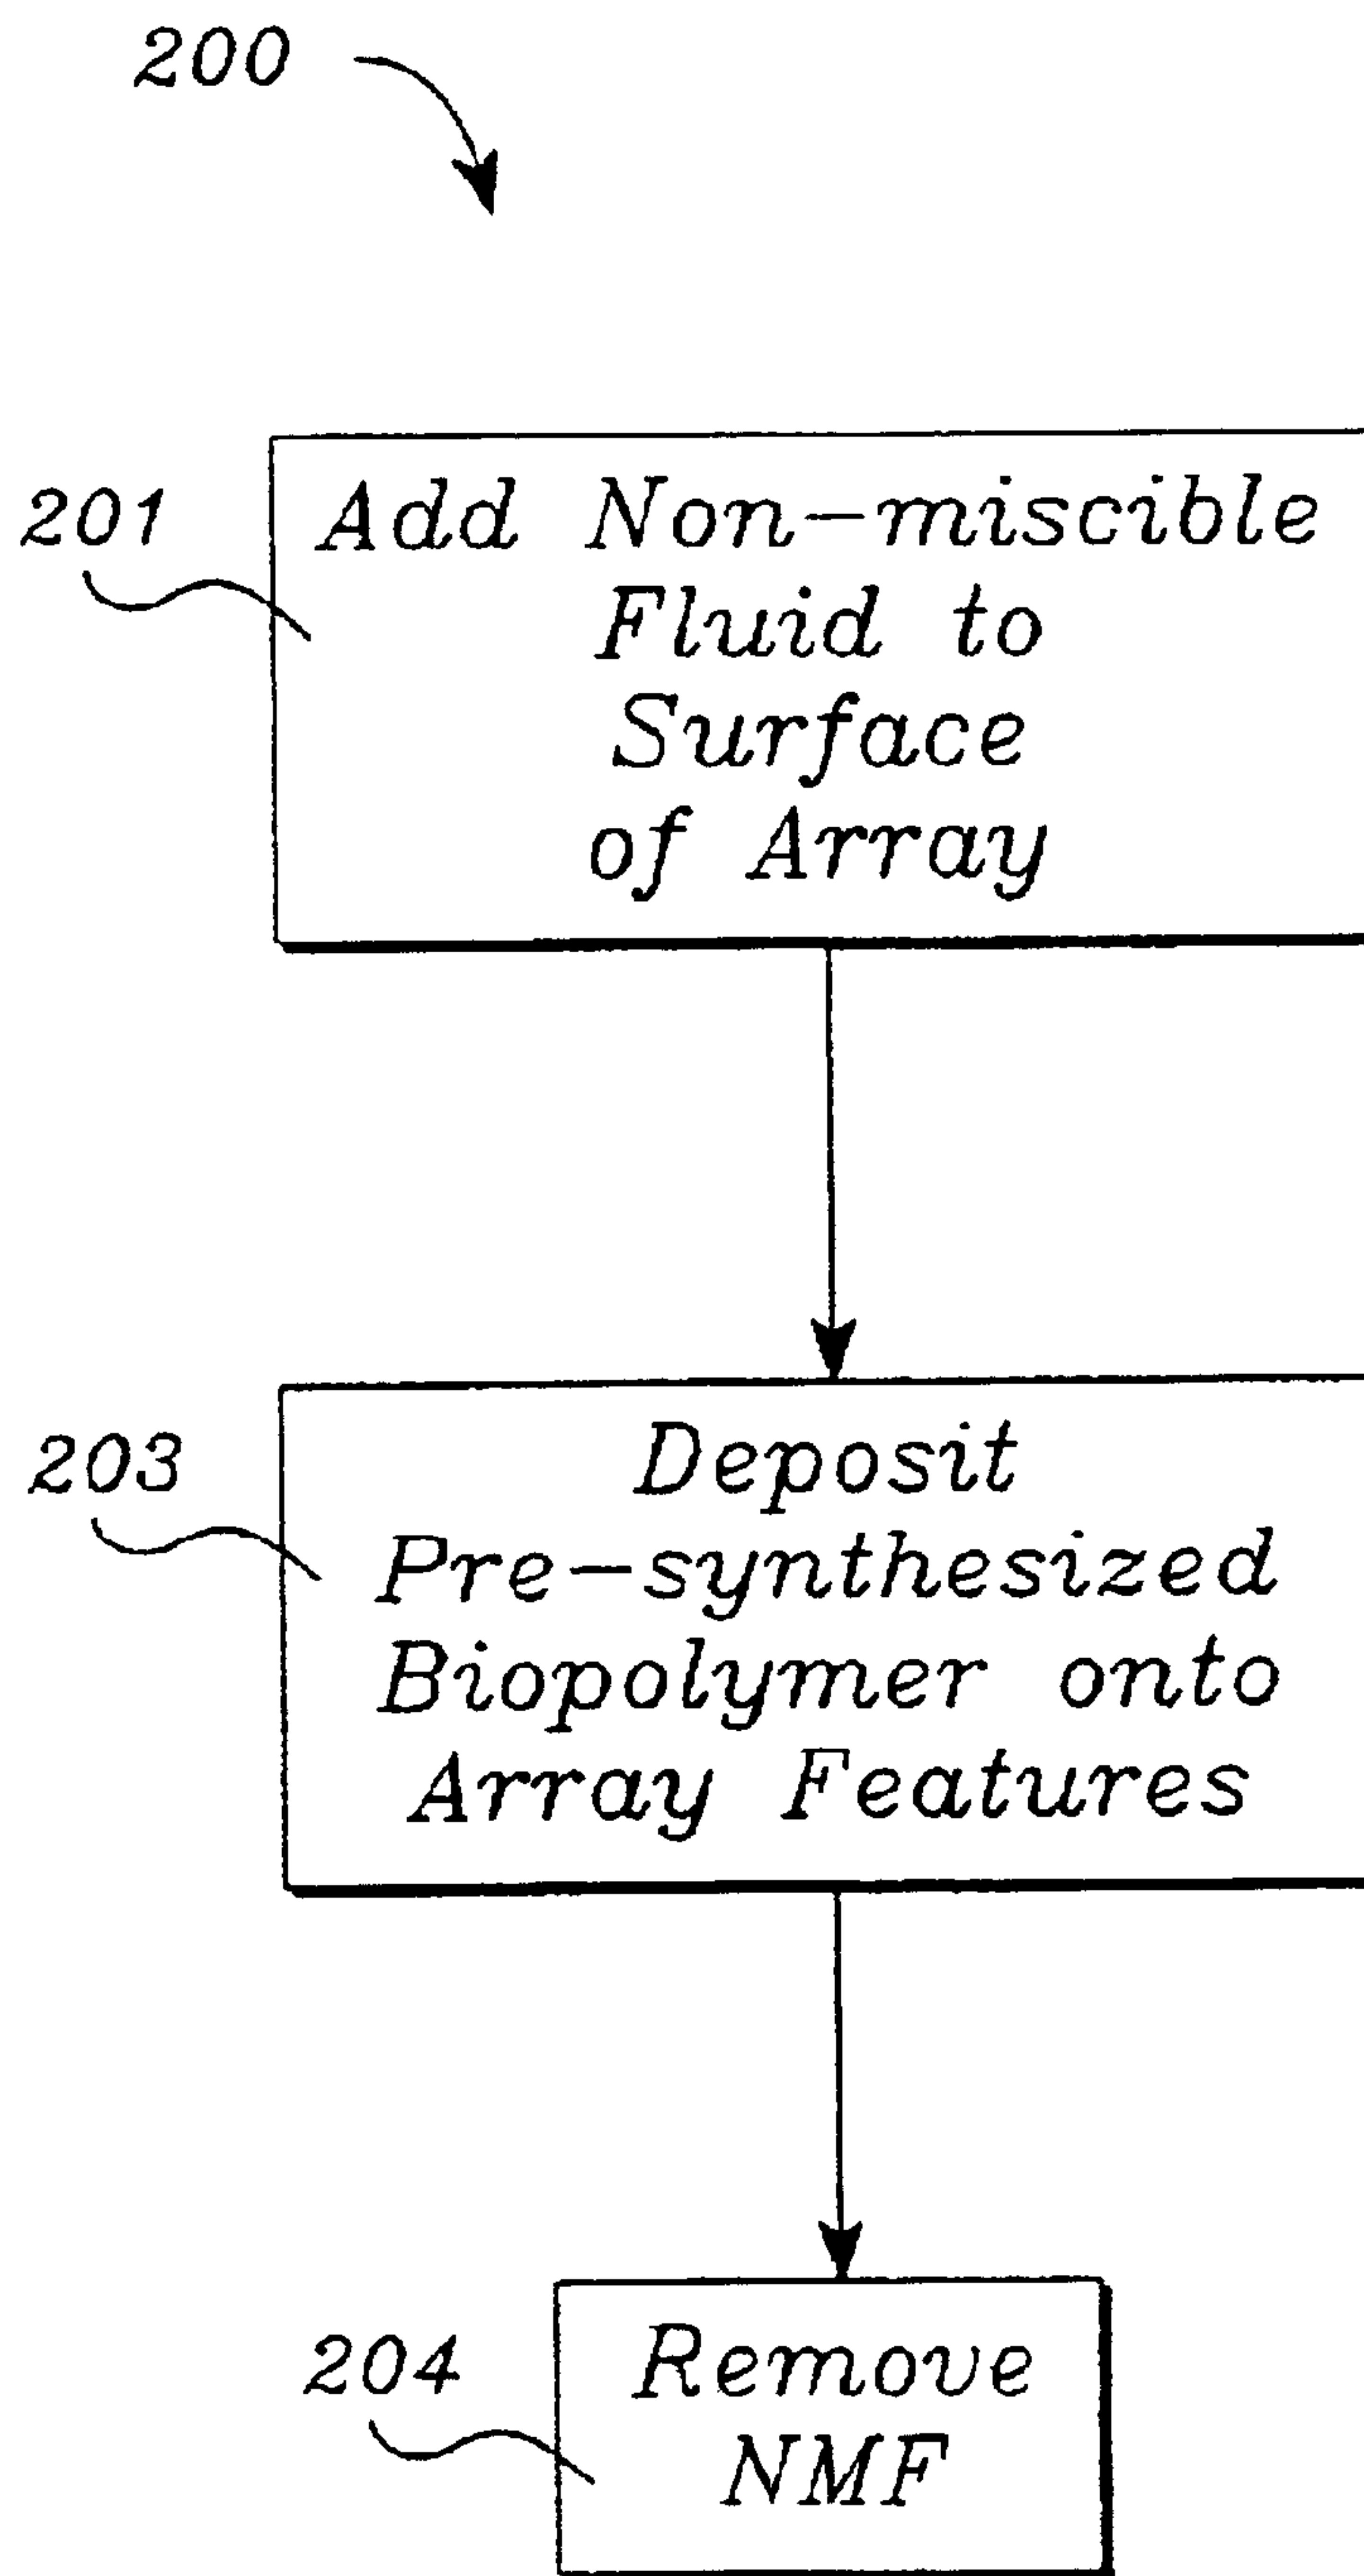 200
201
Add Non-miscible
Fluid to
Surface
of Array
203
Deposit
Pre-synthesized
Biopolymer onto
Array Features
204
Remove
NMF